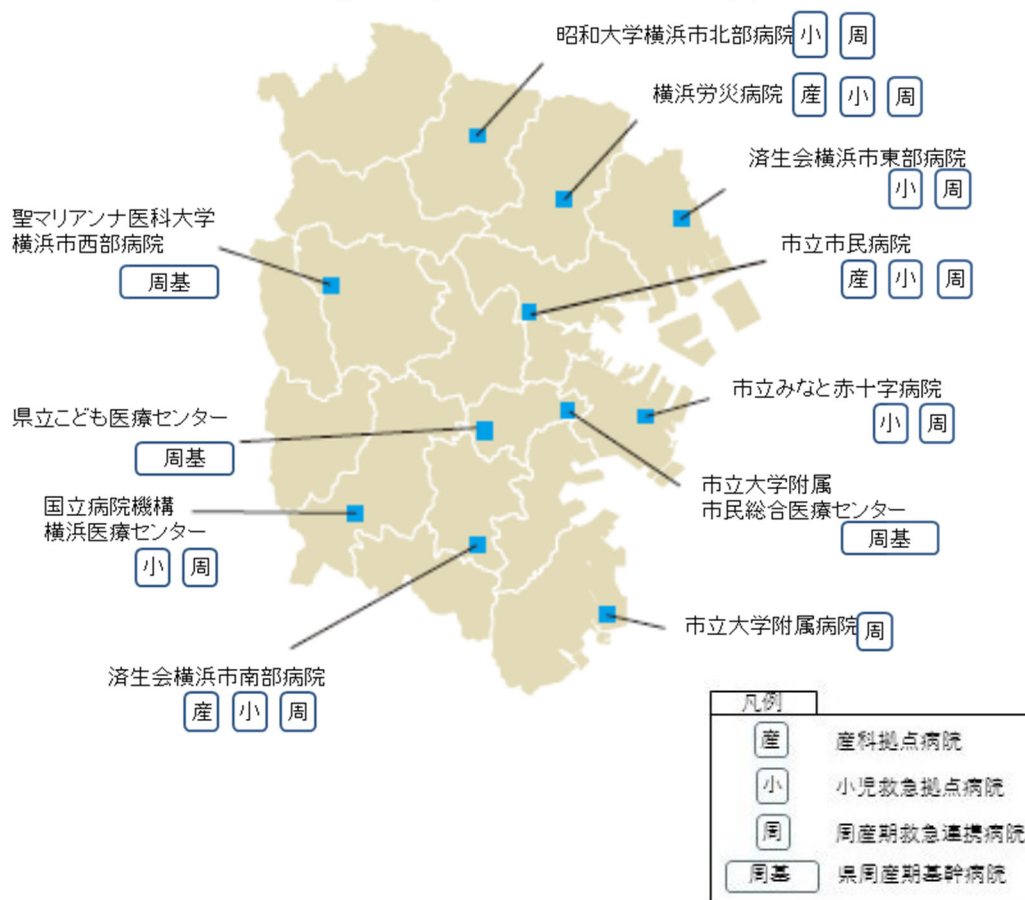 昭和大学横浜市北部病院 小 周
横浜労災病院 産 小 周
済生会横浜市東部病院
小 周
聖マリアンナ医科大学
横浜市西部病院
周基
市立市民病院
産 小 周
市立みなと赤十字病院
小 周
県立こども医療センター
周基
市立大学附属
市民総合医療センター
周基
国立病院機構
横浜医療センター
小 周
市立大学附属病院 周
済生会横浜市南部病院
産 小 周
凡例
産 産科拠点病院
小 小児救急拠点病院
周 周産期救急連携病院
周基 県周産期基幹病院